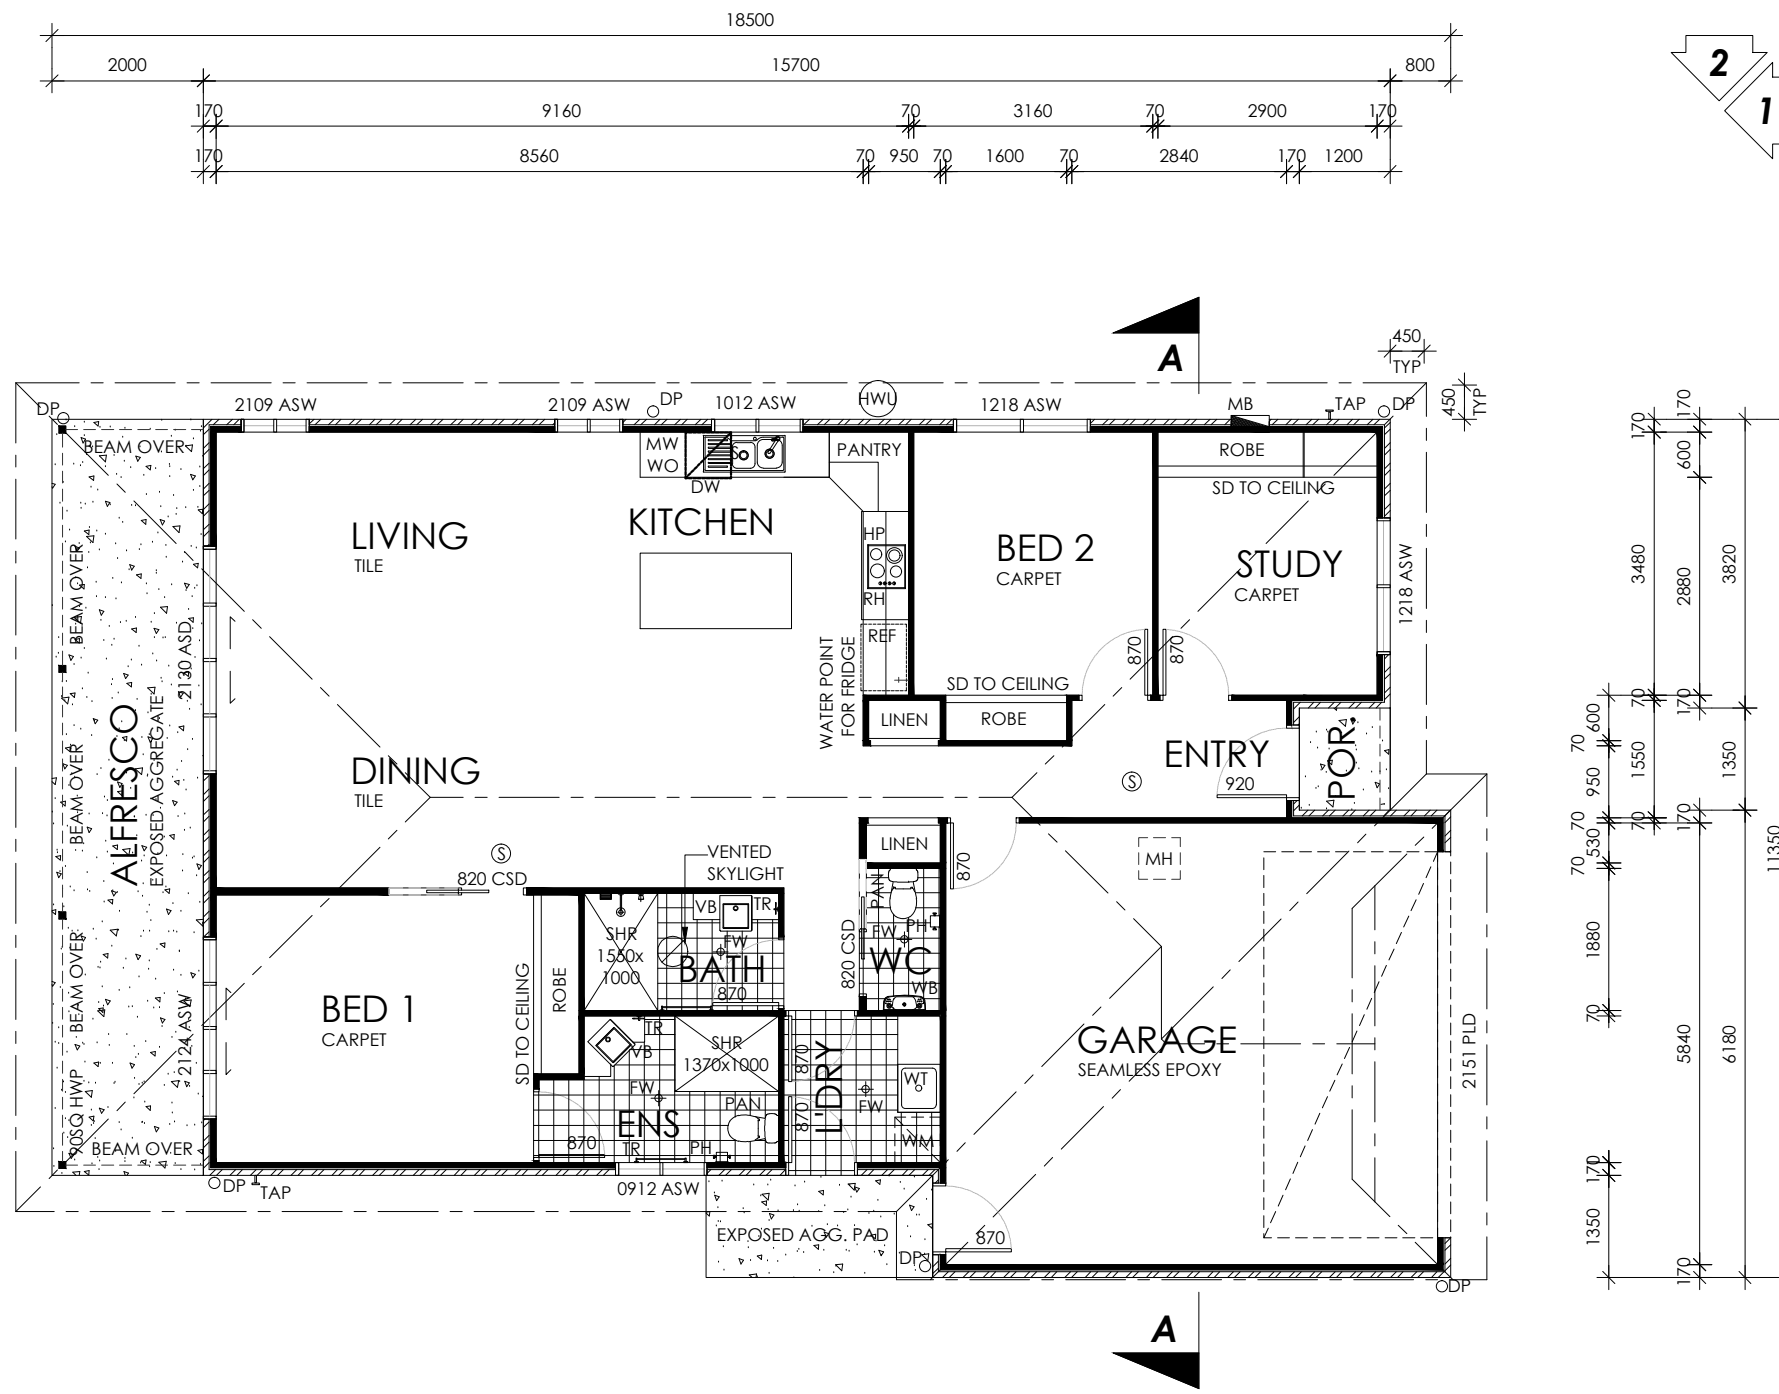 18500
2000
15700
800
170
9160
70
3160
70
2900
170
170
8560
70
950
70
1600
70
2840
170
1200
2
1
A
450
TYP
450
TYP
DP
2109 ASW
2109 ASW
DP
1012 ASW
HWU
1218 ASW
MB
TAP
DP
BEAM OVER
MW
WO
S
PANTRY
DW
ROBE
SD TO CEILING
LIVING
TILE
KITCHEN
HP
RH
REF
BED 2
CARPET
STUDY
CARPET
1218 ASW
BEAM OVER
2130 ASD
WATER POINT
FOR FRIDGE
870
870
SD TO CEILING
LINEN
ROBE
ALFRESCO
EXPOSED AGGREGATE
BEAM OVER
DINING
TILE
ENTRY
S
920
POR.
S
820 CSD
VENTED
SKYLIGHT
LINEN
870
MH
PAN
VB
TR
FW
SHR
1550x
1000
BATH
870
820 CSD
FW
PH
WC
WB
BED 1
CARPET
SD TO CEILING
ROBE
2124 ASW
BEAM OVER
90SQ HWP
BEAM OVER
TR
VB
SHR
1370x1000
FW
ENS
PAN
870
TR
PH
870
870
L'DRY
WT
FW
WM
GARAGE
SEAMLESS EPOXY
2151 PLD
DP
TAP
0912 ASW
EXPOSED AGG. PAD
DP
870
DP
A
170
170
3480
600
2880
3820
70
600
70
1550
950
170
1350
70
70
170
530
70
1880
70
5840
6180
11350
170
1350
170